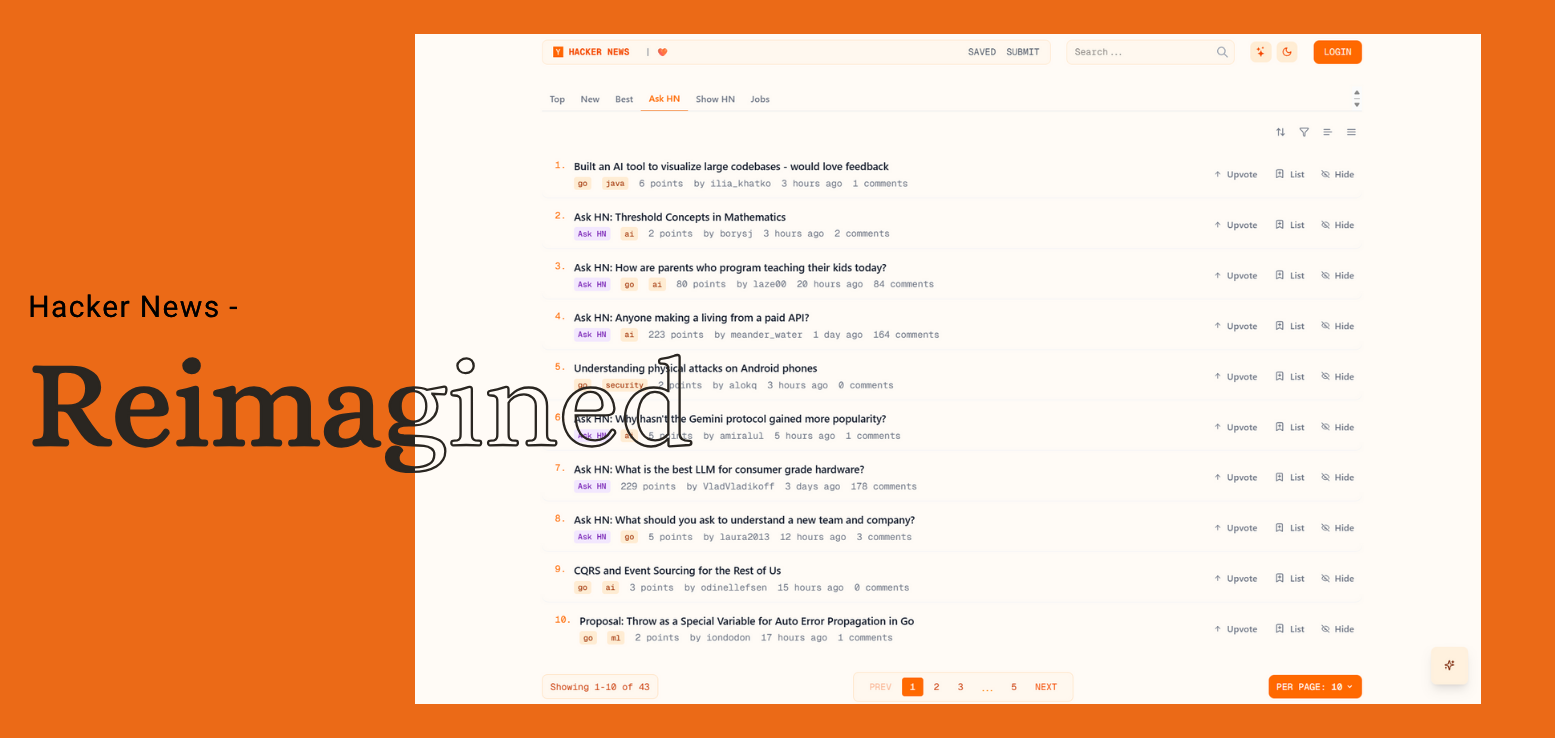 Y HACKER NEWS | SAVED SUBMIT Search... LOGIN
Top New Best Ask HN Show HN Jobs
1. Built an AI tool to visualize large codebases - would love feedback
go java 6 points by ilia_khatko 3 hours ago 1 comments
↑ Upvote List Hide
2. Ask HN: Threshold Concepts in Mathematics
Ask HN ai 2 points by borysj 3 hours ago 2 comments
↑ Upvote List Hide
3. Ask HN: How are parents who program teaching their kids today?
Ask HN go ai 80 points by laze00 20 hours ago 84 comments
↑ Upvote List Hide
4. Ask HN: Anyone making a living from a paid API?
Ask HN ai 223 points by meander_water 1 day ago 164 comments
↑ Upvote List Hide
5. Understanding physical attacks on Android phones
go security 2 points by alokq 3 hours ago 0 comments
↑ Upvote List Hide
6. Ask HN: Why hasn't the Gemini protocol gained more popularity?
Ask HN ai 5 points by amiralul 5 hours ago 1 comments
↑ Upvote List Hide
7. Ask HN: What is the best LLM for consumer grade hardware?
Ask HN 229 points by VladVladikoff 3 days ago 178 comments
↑ Upvote List Hide
8. Ask HN: What should you ask to understand a new team and company?
Ask HN go 5 points by laura2013 12 hours ago 3 comments
↑ Upvote List Hide
9. CQRS and Event Sourcing for the Rest of Us
go ai 3 points by odinellefsen 15 hours ago 0 comments
↑ Upvote List Hide
10. Proposal: Throw as a Special Variable for Auto Error Propagation in Go
go ml 2 points by iondodon 17 hours ago 1 comments
↑ Upvote List Hide
Showing 1-10 of 43 PREV 1 2 3 ... 5 NEXT PER PAGE: 10
Hacker News -
Reimagined